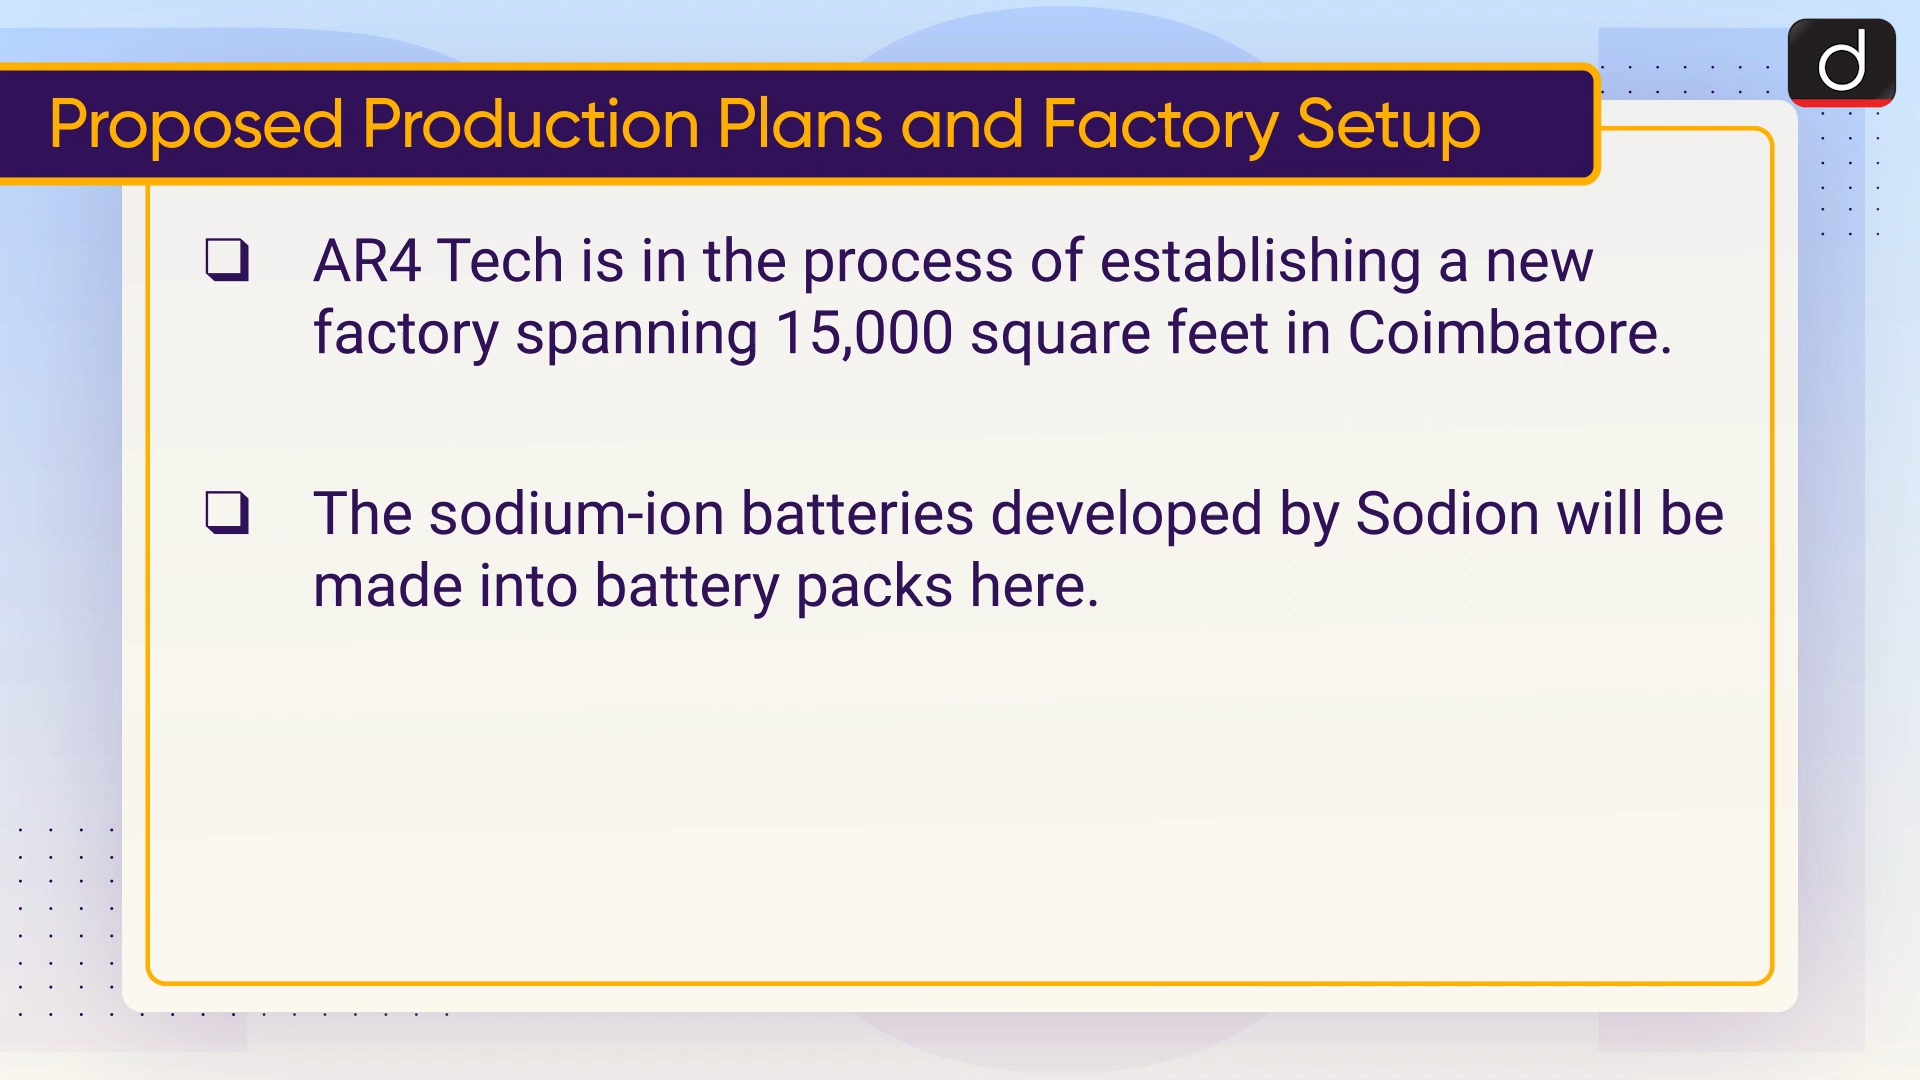 Proposed Production Plans and Factory Setup
d
❑ AR4 Tech is in the process of establishing a new
factory spanning 15,000 square feet in Coimbatore.
❑ The sodium-ion batteries developed by Sodion will be
made into battery packs here.